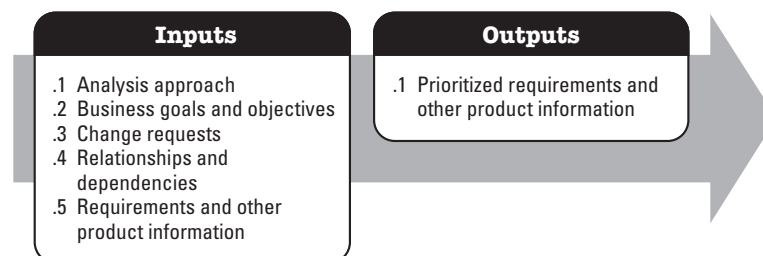 Inputs
.1 Analysis approach
.2 Business goals and objectives
.3 Change requests
.4 Relationships and
dependencies
.5 Requirements and other
product information
Outputs
.1 Prioritized requirements and
other product information